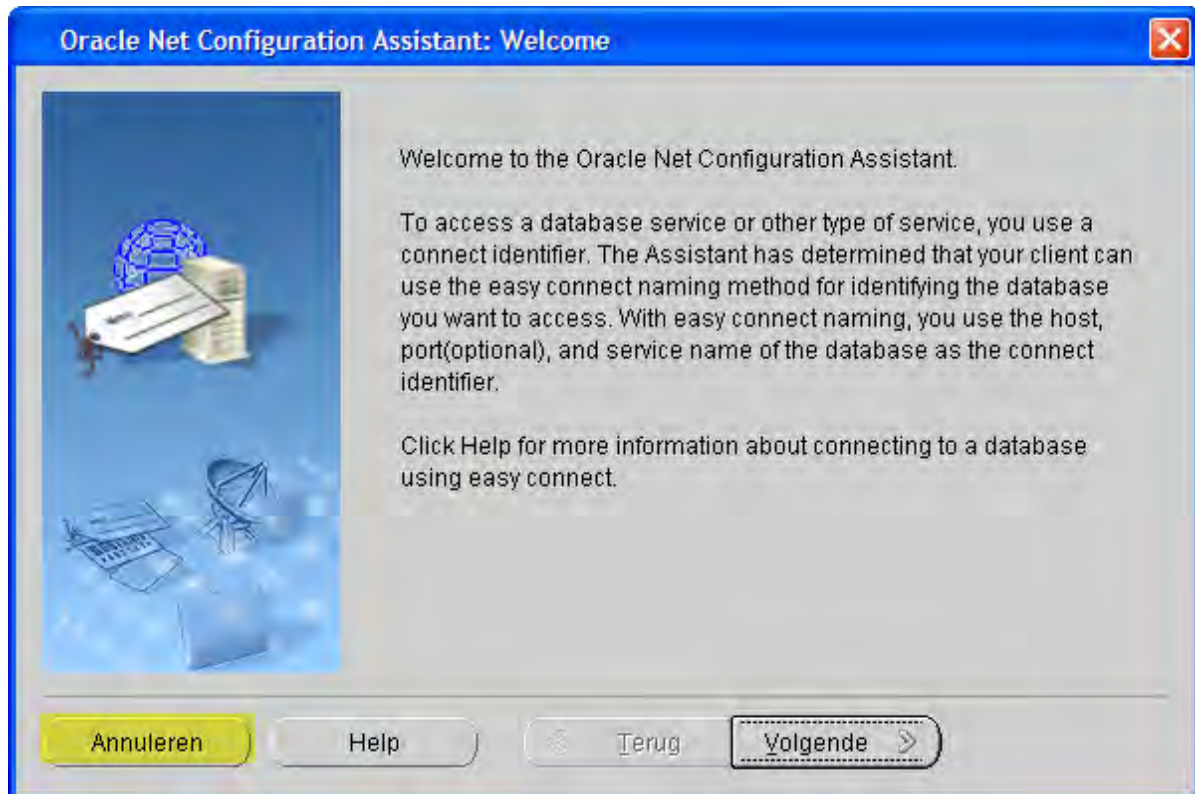 Oracle Net Configuration Assistant: Welcome
Welcome to the Oracle Net Configuration Assistant.
To access a database service or other type of service, you use a
connect identifier. The Assistant has determined that your client can
use the easy connect naming method for identifying the database
you want to access. With easy connect naming, you use the host,
port(optional), and service name of the database as the connect
identifier.
Click Help for more information about connecting to a database
using easy connect.
Annuleren
Help
Terug
Volgende